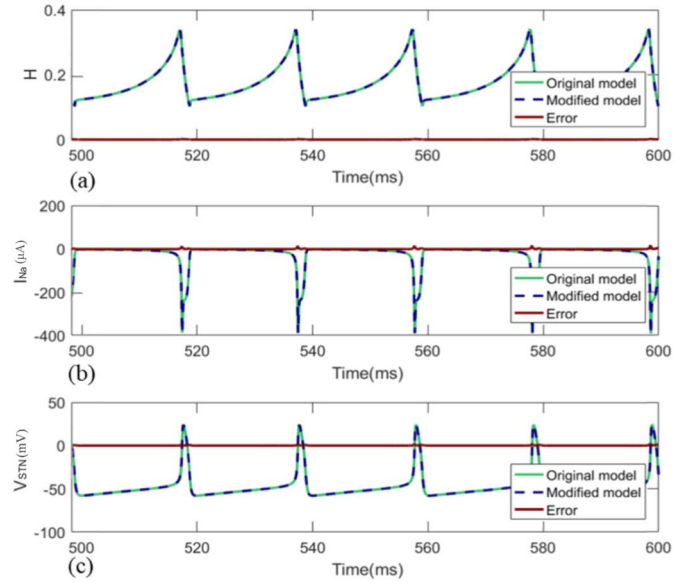 0.4
0.2
0
H
500 520 540 560 580 600
Time(ms)
Original model
Modified model
Error
(a)
200
0
-200
-400
I_Na (μA)
500 520 540 560 580 600
Time(ms)
Original model
Modified model
Error
(b)
50
0
-50
-100
V_STN(mV)
500 520 540 560 580 600
Time(ms)
Original model
Modified model
Error
(c)